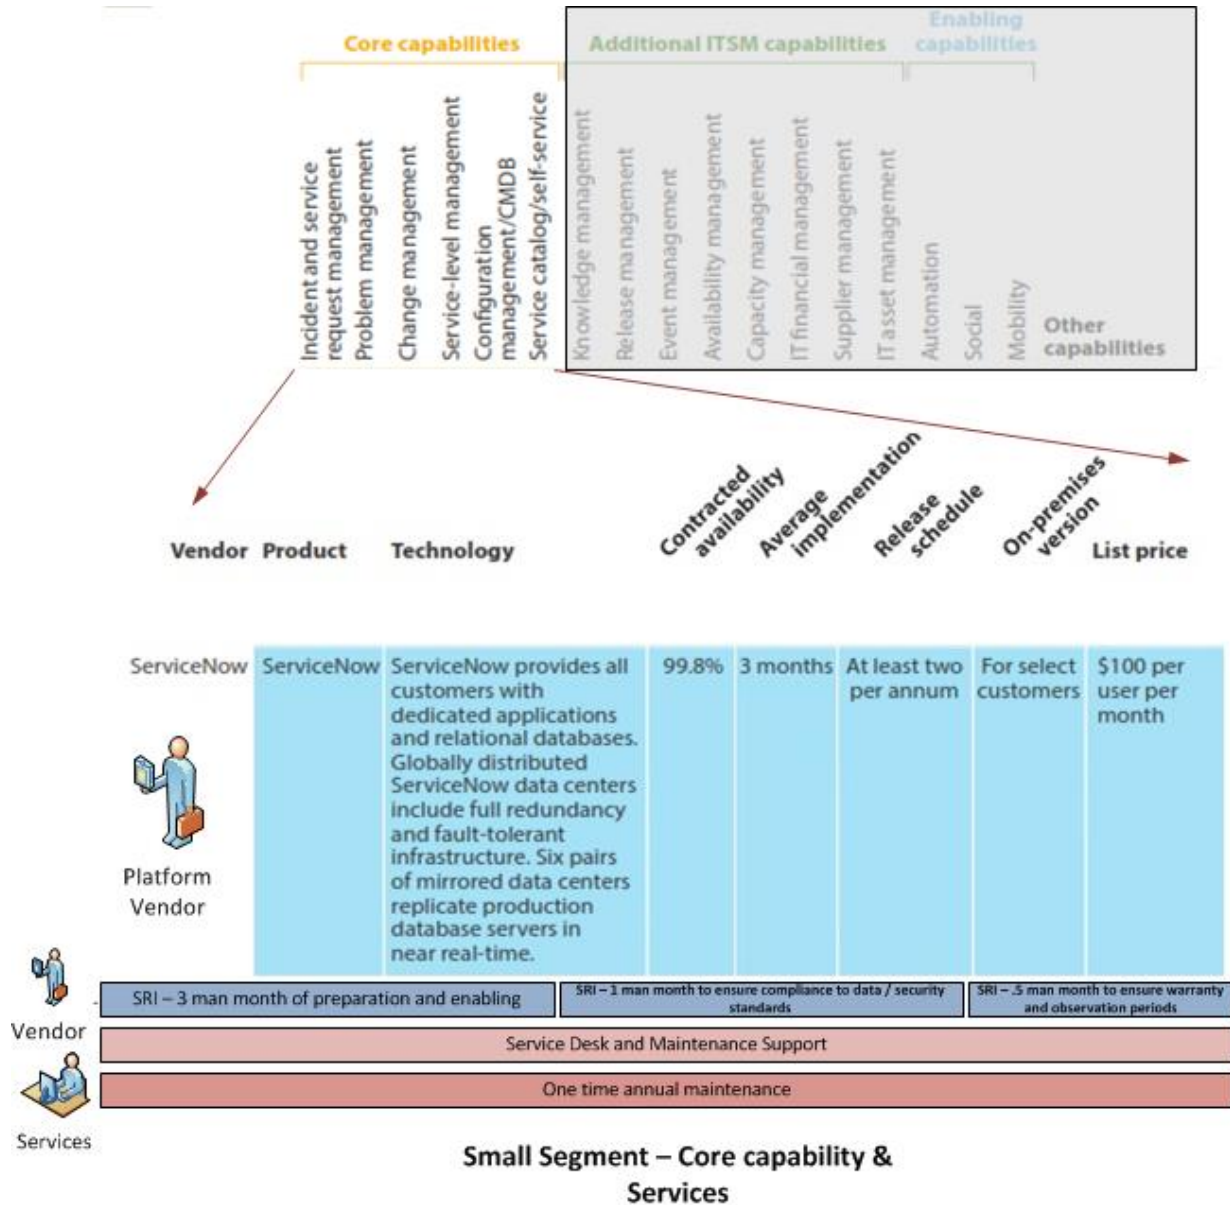 Enabling
Core capabilities
Additional ITSM capabilities
capabilities
Incident and service
request management
Problem management
Change management
Service-level management
Configuration
management/CMDB
Service catalog/self-service
Knowledge management
Release management
Event management
Availability management
Capacity management
IT financial management
Supplier management
IT asset management
Automation
Social
Mobility
Other
capabilities
Vendor
Product
Technology
Contracted
availability
Average
implementation
Release
schedule
On-premises
version
List price
ServiceNow
ServiceNow
ServiceNow provides all
customers with
dedicated applications
and relational databases.
Globally distributed
ServiceNow data centers
include full redundancy
and fault-tolerant
infrastructure. Six pairs
of mirrored data centers
replicate production
database servers in
near real-time.
99.8%
3 months
At least two
per annum
For select
customers
$100 per
user per
month
Platform
Vendor
SRI – 3 man month of preparation and enabling
SRI – 1 man month to ensure compliance to data / security
standards
SRI – .5 man month to ensure warranty
and observation periods
Vendor
Service Desk and Maintenance Support
One time annual maintenance
Services
Small Segment – Core capability &
Services